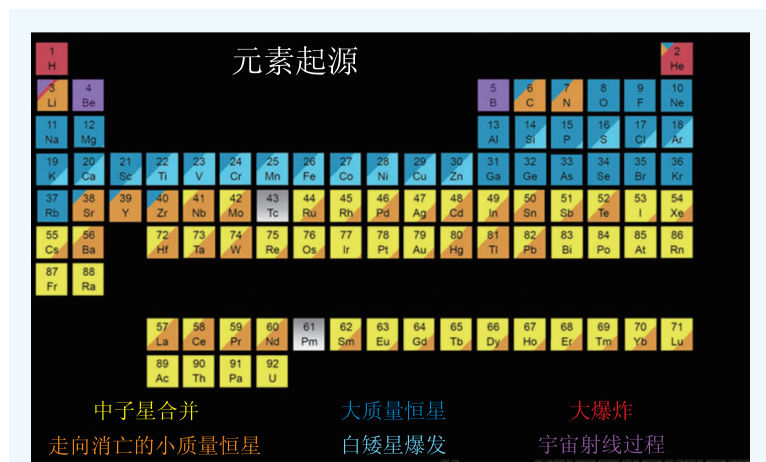 元素起源
1 2
H He
3 4 5 6 7 8 9 10
Li Be B C N O F Ne
11 12 13 14 15 16 17 18
Na Mg Al Si P S Cl Ar
19 20 21 22 23 24 25 26 27 28 29 30 31 32 33 34 35 36
K Ca Sc Ti V Cr Mn Fe Co Ni Cu Zn Ga Ge As Se Br Kr
37 38 39 40 41 42 43 44 45 46 47 48 49 50 51 52 53 54
Rb Sr Y Zr Nb Mo Tc Ru Rh Pd Ag Cd In Sn Sb Te I Xe
55 56 72 73 74 75 76 77 78 79 80 81 82 83 84 85 86
Cs Ba Hf Ta W Re Os Ir Pt Au Hg Tl Pb Bi Po At Rn
87 88
Fr Ra
57 58 59 60 61 62 63 64 65 66 67 68 69 70 71
La Ce Pr Nd Pm Sm Eu Gd Tb Dy Ho Er Tm Yb Lu
89 90 91 92
Ac Th Pa U
中子星合并 大质量恒星 大爆炸
走向消亡的小质量恒星 白矮星爆发 宇宙射线过程